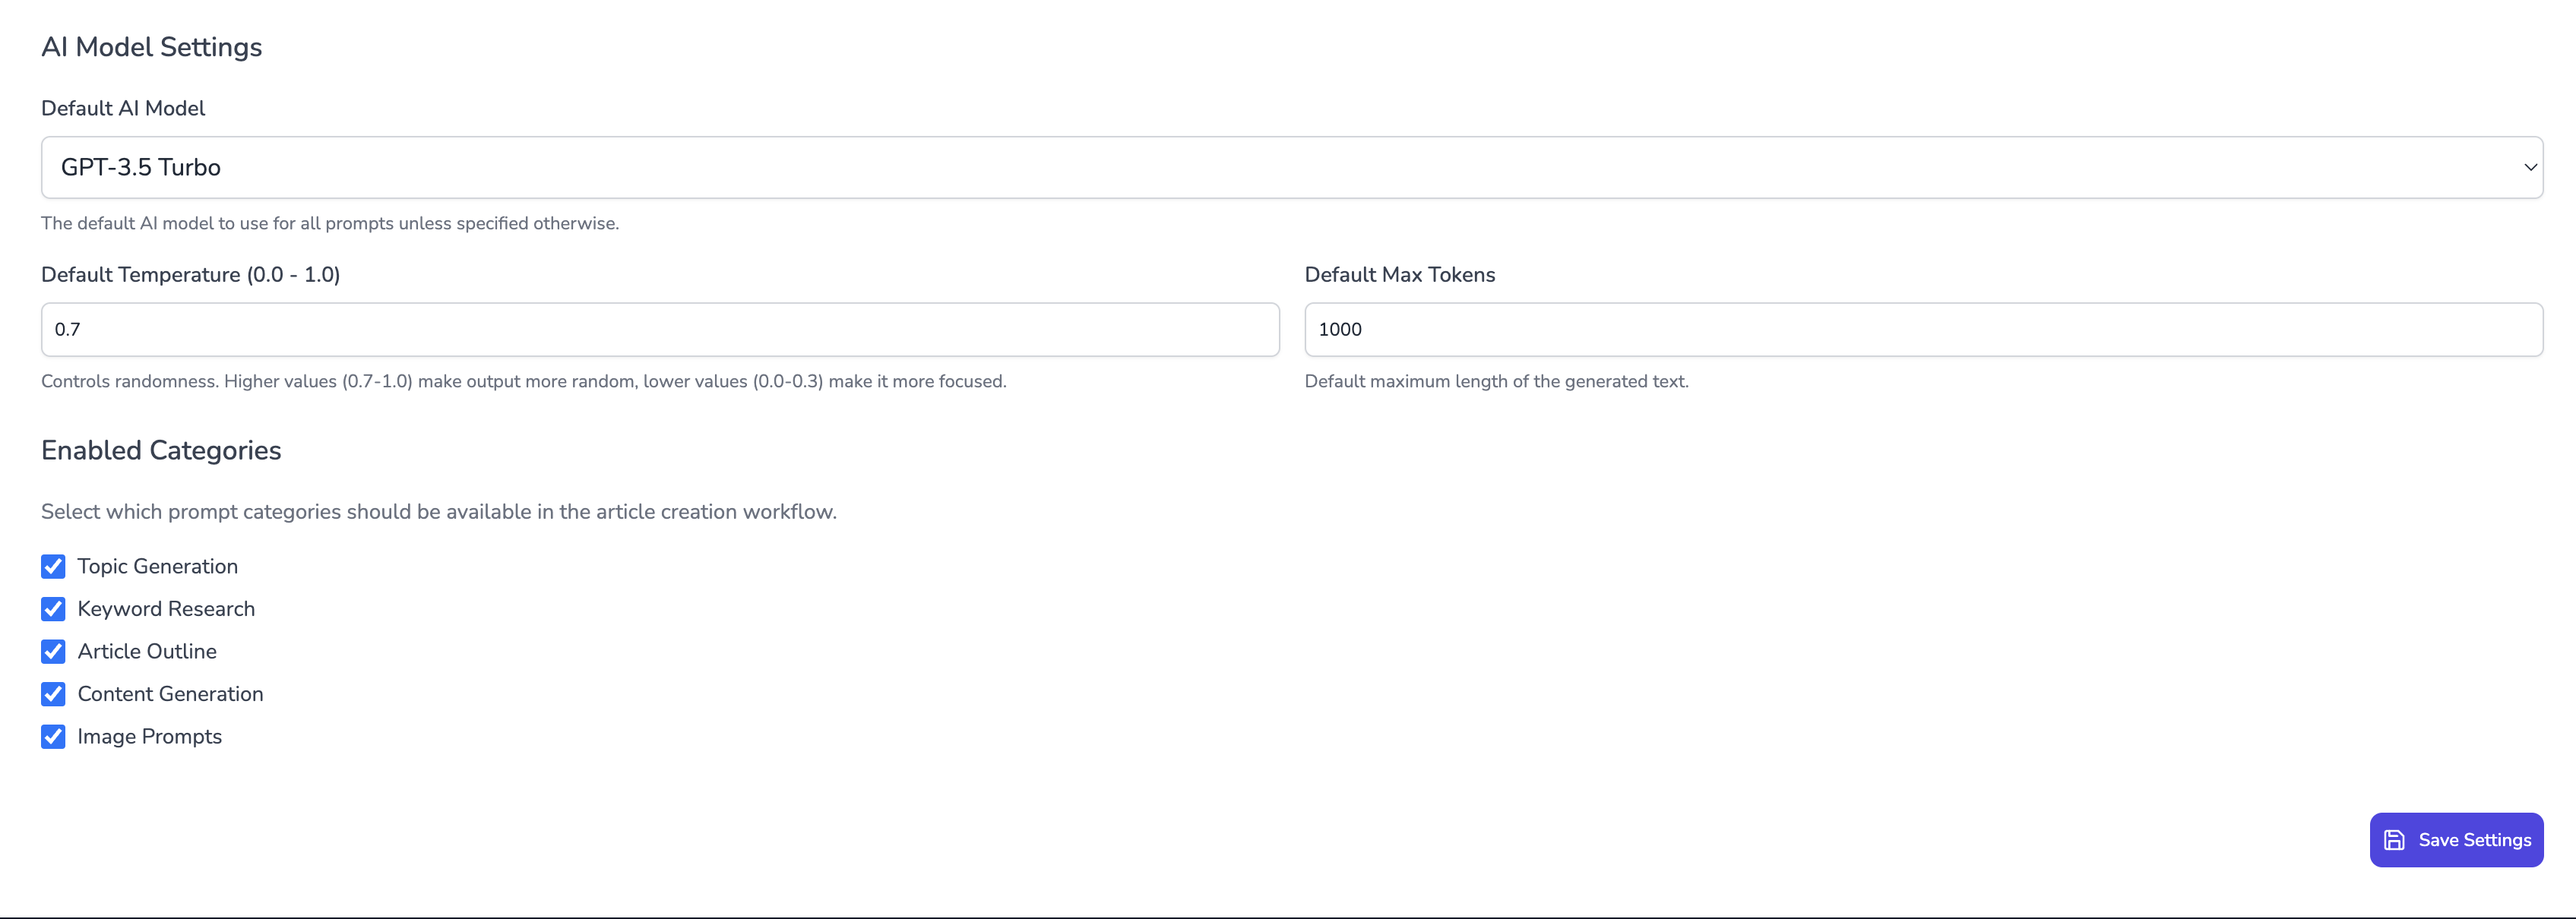 AI Model Settings
Default AI Model
GPT-3.5 Turbo
The default AI model to use for all prompts unless specified otherwise.
Default Temperature (0.0 - 1.0)
0.7
Controls randomness. Higher values (0.7-1.0) make output more random, lower values (0.0-0.3) make it more focused.
Default Max Tokens
1000
Default maximum length of the generated text.
Enabled Categories
Select which prompt categories should be available in the article creation workflow.
Topic Generation
Keyword Research
Article Outline
Content Generation
Image Prompts
Save Settings